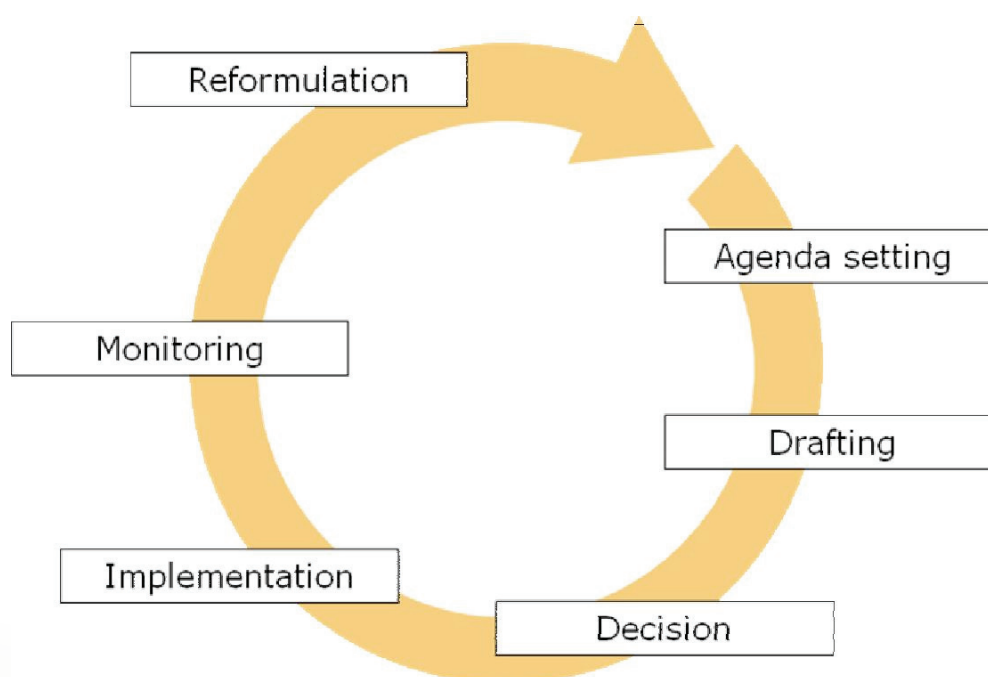 Reformulation
Agenda setting
Monitoring
Drafting
Implementation
Decision